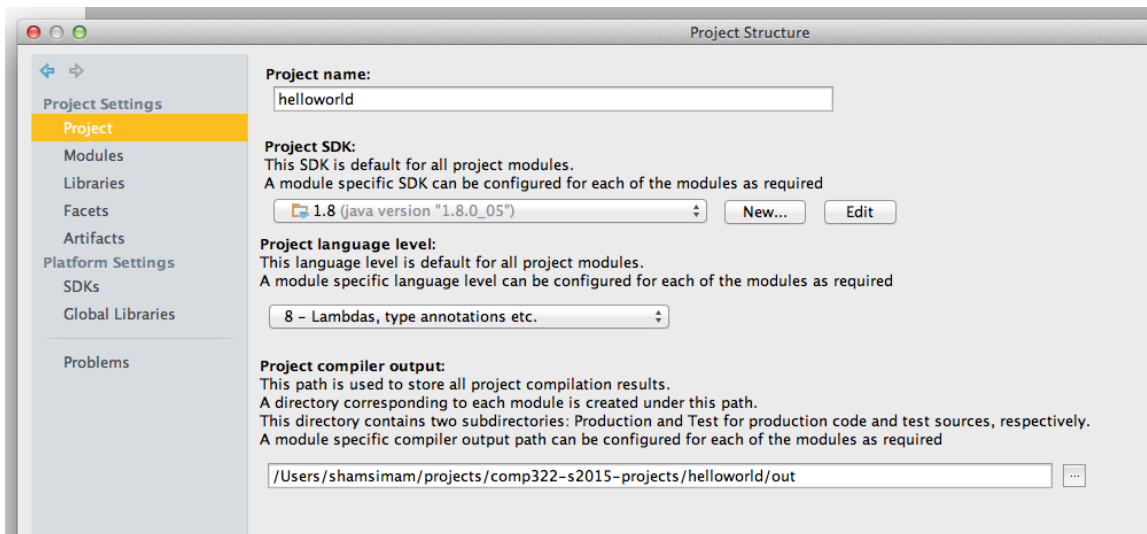 Project Structure
Project Settings
Project
Modules
Libraries
Facets
Artifacts
Platform Settings
SDKs
Global Libraries
Problems
Project name:
helloworld
Project SDK:
This SDK is default for all project modules.
A module specific SDK can be configured for each of the modules as required
1.8 (java version "1.8.0_05") New... Edit
Project language level:
This language level is default for all project modules.
A module specific language level can be configured for each of the modules as required
8 – Lambdas, type annotations etc.
Project compiler output:
This path is used to store all project compilation results.
A directory corresponding to each module is created under this path.
This directory contains two subdirectories: Production and Test for production code and test sources, respectively.
A module specific compiler output path can be configured for each of the modules as required
/Users/shamsimam/projects/comp322-s2015-projects/helloworld/out ...